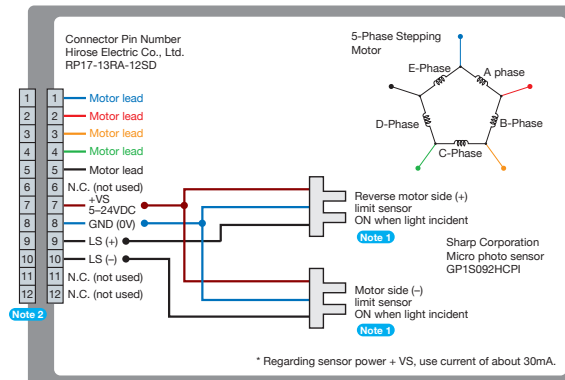 Connector Pin Number
Hirose Electric Co., Ltd.
RP17-13RA-12SD
5-Phase Stepping
Motor
E-Phase
A phase
D-Phase
B-Phase
C-Phase
1 1 Motor lead
2 2 Motor lead
3 3 Motor lead
4 4 Motor lead
5 5 Motor lead
6 6 N.C. (not used)
7 7 +VS
5–24VDC
8 8 GND (0V)
9 9 LS (+)
10 10 LS (–)
11 11 N.C. (not used)
12 12 N.C. (not used)
Note 2
Reverse motor side (+)
limit sensor
ON when light incident
Note 1
Sharp Corporation
Micro photo sensor
GP1S092HCPI
Motor side (–)
limit sensor
ON when light incident
Note 1
* Regarding sensor power + VS, use current of about 30mA.